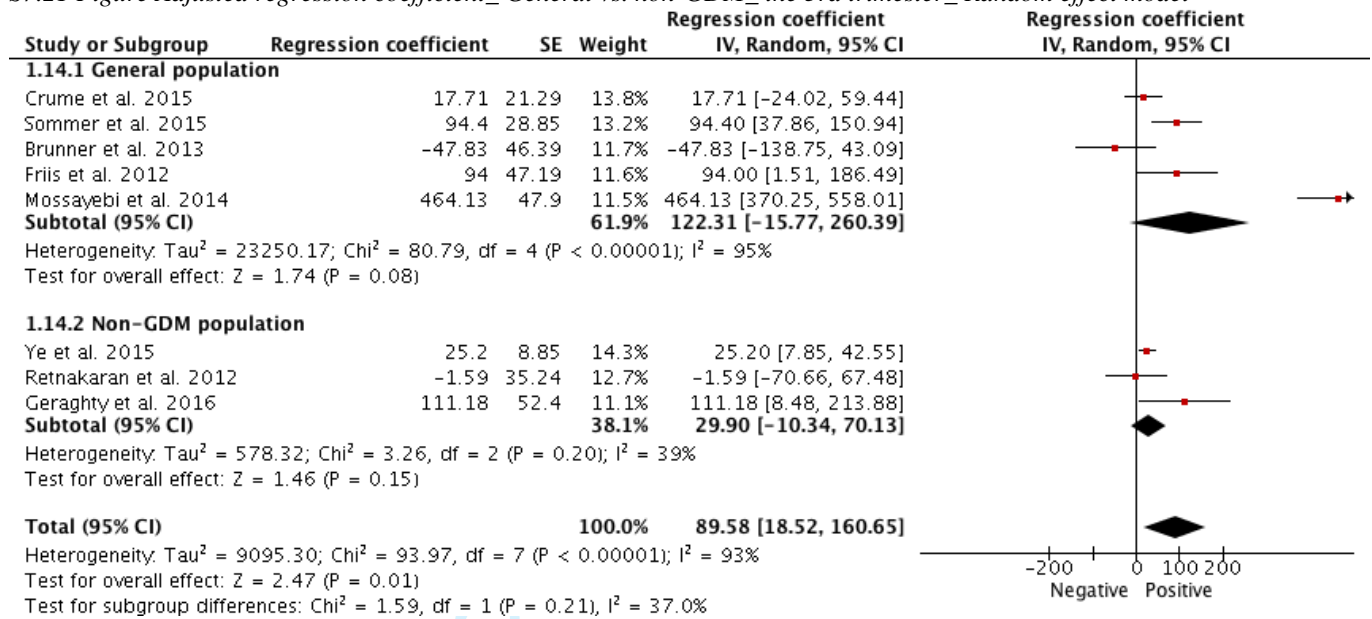 Regression coefficient Regression coefficient
Study or Subgroup Regression coefficient SE Weight IV, Random, 95% CI IV, Random, 95% CI
1.14.1 General population
Crume et al. 2015 17.71 21.29 13.8% 17.71 [-24.02, 59.44]
Sommer et al. 2015 94.4 28.85 13.2% 94.40 [37.86, 150.94]
Brunner et al. 2013 -47.83 46.39 11.7% -47.83 [-138.75, 43.09]
Friis et al. 2012 94 47.19 11.6% 94.00 [1.51, 186.49]
Mossayebi et al. 2014 464.13 47.9 11.5% 464.13 [370.25, 558.01]
Subtotal (95% CI) 61.9% 122.31 [-15.77, 260.39]
Heterogeneity: Tau² = 23250.17; Chi² = 80.79, df = 4 (P < 0.00001); I² = 95%
Test for overall effect: Z = 1.74 (P = 0.08)
1.14.2 Non-GDM population
Ye et al. 2015 25.2 8.85 14.3% 25.20 [7.85, 42.55]
Retnakaran et al. 2012 -1.59 35.24 12.7% -1.59 [-70.66, 67.48]
Geraghty et al. 2016 111.18 52.4 11.1% 111.18 [8.48, 213.88]
Subtotal (95% CI) 38.1% 29.90 [-10.34, 70.13]
Heterogeneity: Tau² = 578.32; Chi² = 3.26, df = 2 (P = 0.20); I² = 39%
Test for overall effect: Z = 1.46 (P = 0.15)
Total (95% CI) 100.0% 89.58 [18.52, 160.65]
Heterogeneity: Tau² = 9095.30; Chi² = 93.97, df = 7 (P < 0.00001); I² = 93%
Test for overall effect: Z = 2.47 (P = 0.01)
Test for subgroup differences: Chi² = 1.59, df = 1 (P = 0.21), I² = 37.0%
-200 0 100 200
Negative Positive